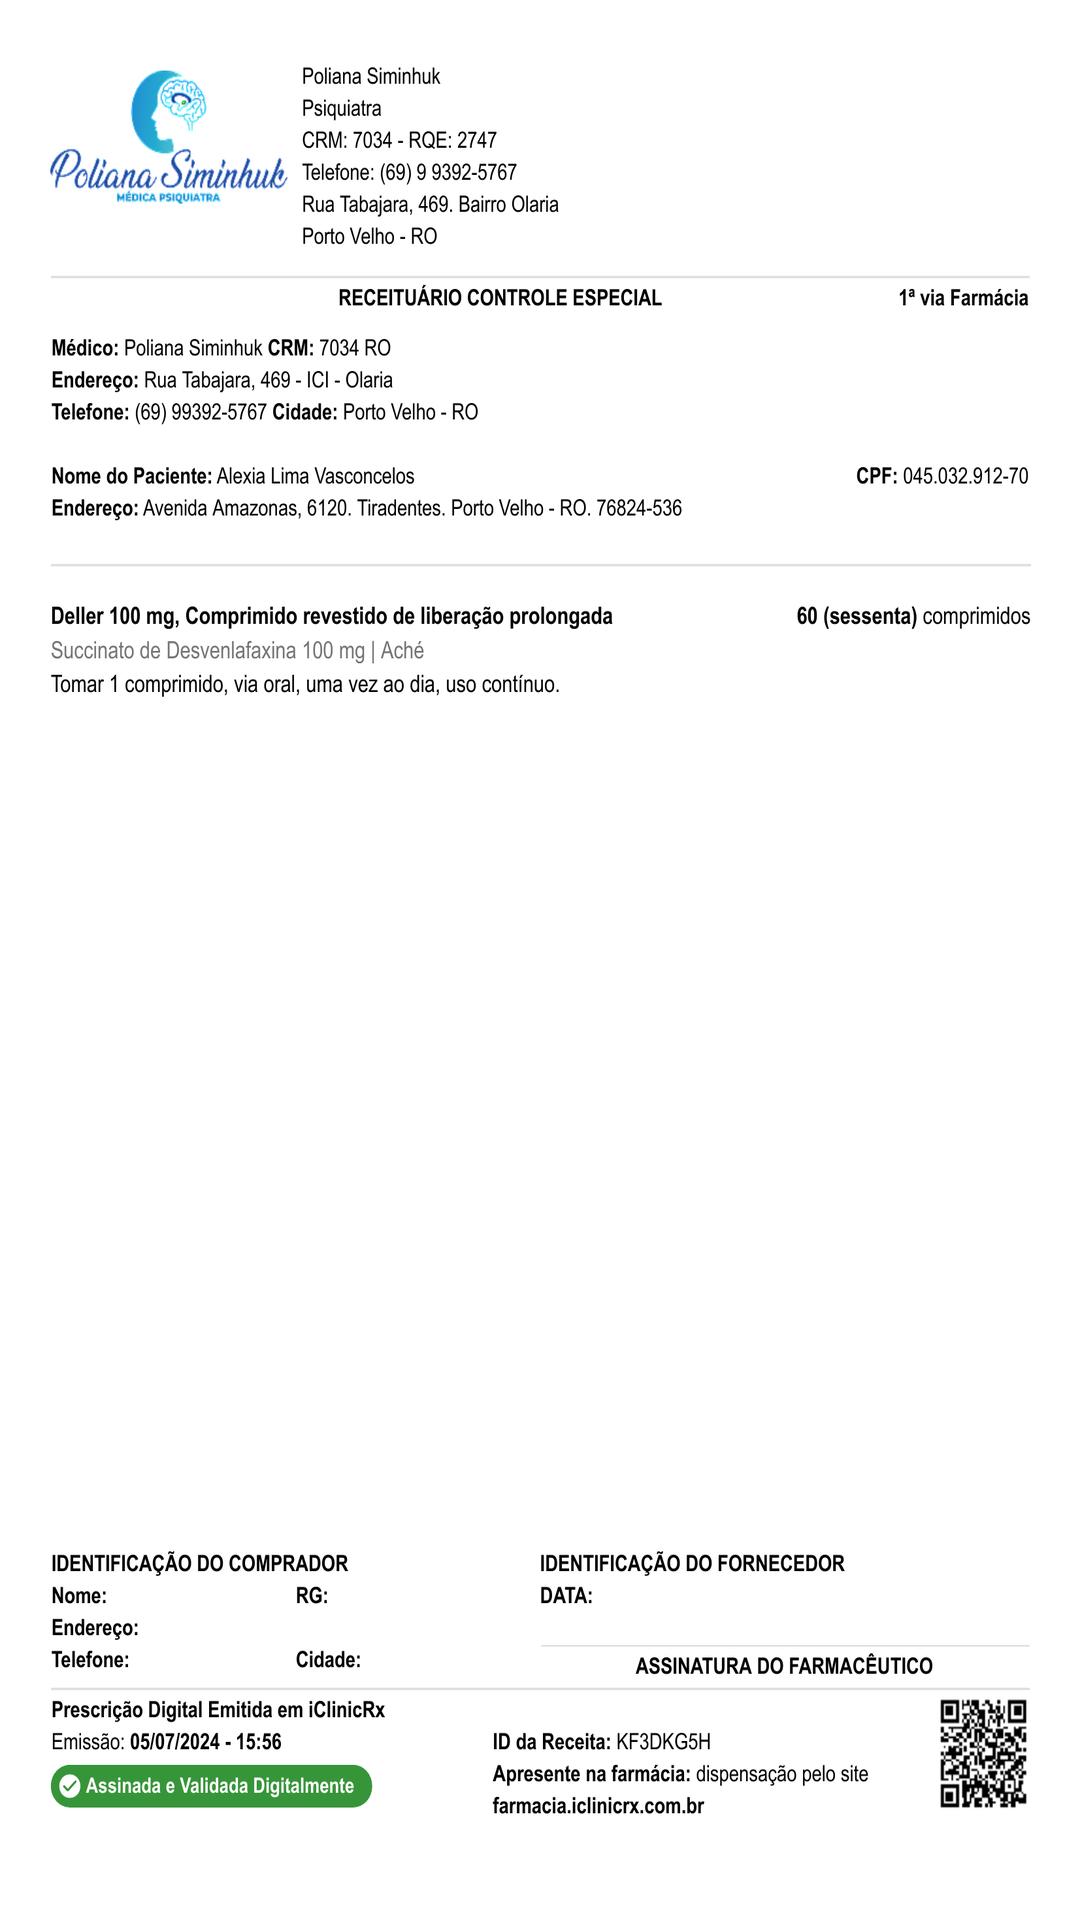 Poliana Siminhuk
MÉDICA PSIQUIATRA
Poliana Siminhuk
Psiquiatra
CRM: 7034 - RQE: 2747
Telefone: (69) 9 9392-5767
Rua Tabajara, 469. Bairro Olaria
Porto Velho - RO
RECEITUÁRIO CONTROLE ESPECIAL 1ª via Farmácia
Médico: Poliana Siminhuk CRM: 7034 RO
Endereço: Rua Tabajara, 469 - ICI - Olaria
Telefone: (69) 99392-5767 Cidade: Porto Velho - RO
Nome do Paciente: Alexia Lima Vasconcelos CPF: 045.032.912-70
Endereço: Avenida Amazonas, 6120. Tiradentes. Porto Velho - RO. 76824-536
Deller 100 mg, Comprimido revestido de liberação prolongada 60 (sessenta) comprimidos
Succinato de Desvenlafaxina 100 mg | Aché
Tomar 1 comprimido, via oral, uma vez ao dia, uso contínuo.
IDENTIFICAÇÃO DO COMPRADOR
Nome: RG:
Endereço:
Telefone: Cidade:
IDENTIFICAÇÃO DO FORNECEDOR
DATA:
ASSINATURA DO FARMACÊUTICO
Prescrição Digital Emitida em iClinicRx
Emissão: 05/07/2024 - 15:56
Assinada e Validada Digitalmente
ID da Receita: KF3DKG5H
Apresente na farmácia: dispensação pelo site
farmacia.iclinicrx.com.br